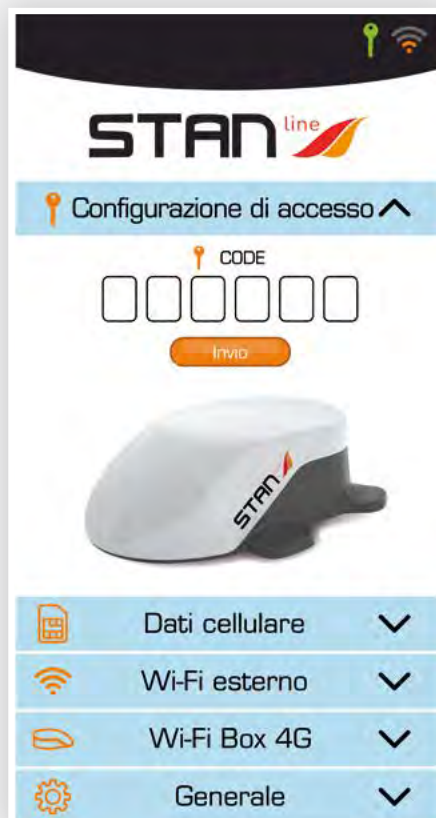 STAN line
Configurazione di accesso
CODE
Invio
STAN
Dati cellulare
Wi-Fi esterno
Wi-Fi Box 4G
Generale